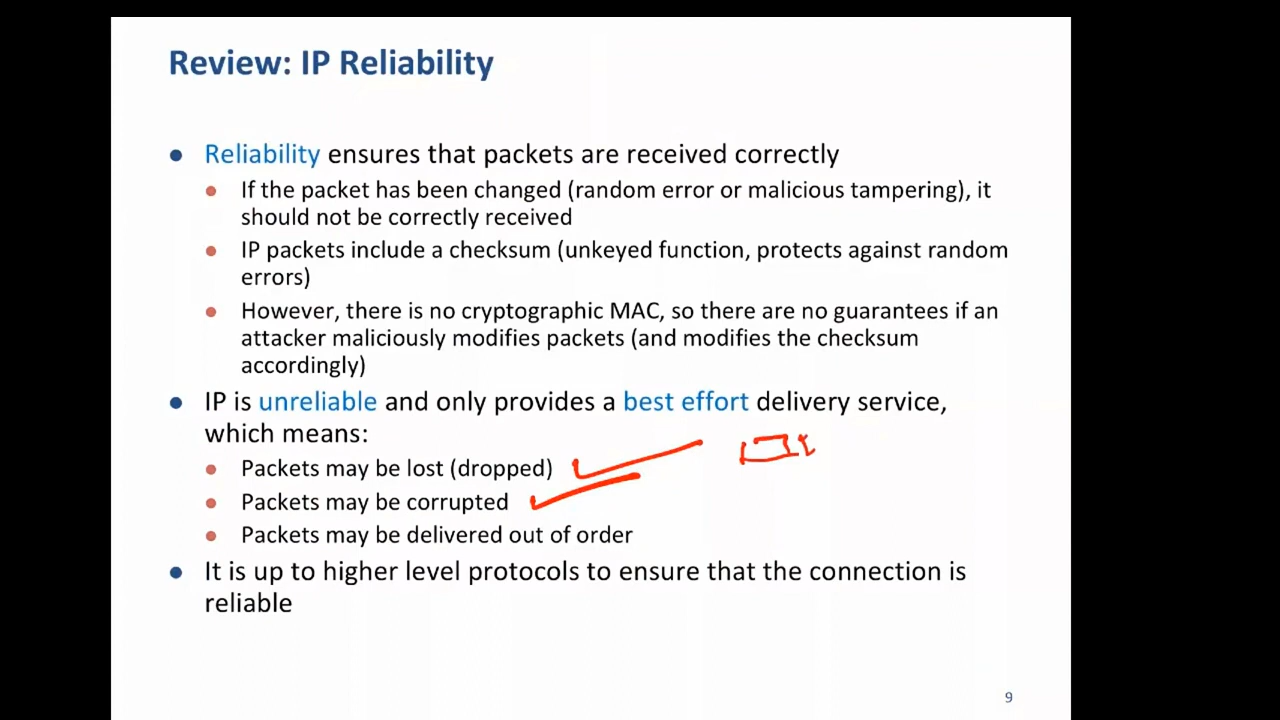 Review: IP Reliability
● Reliability ensures that packets are received correctly
● If the packet has been changed (random error or malicious tampering), it
should not be correctly received
● IP packets include a checksum (unkeyed function, protects against random
errors)
● However, there is no cryptographic MAC, so there are no guarantees if an
attacker maliciously modifies packets (and modifies the checksum
accordingly)
● IP is unreliable and only provides a best effort delivery service,
which means:
● Packets may be lost (dropped)
● Packets may be corrupted
● Packets may be delivered out of order
● It is up to higher level protocols to ensure that the connection is
reliable
9